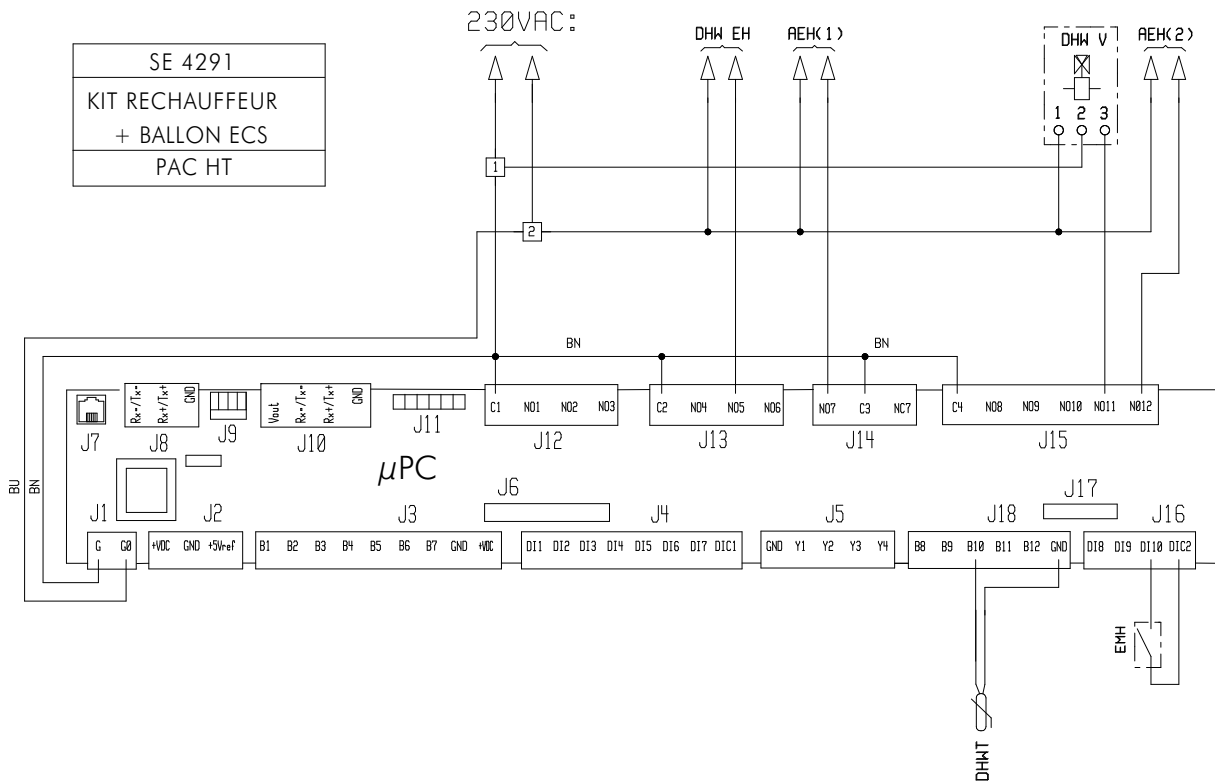 230VAC:
DHW EH
AEH(1)
DHW V
AEH(2)
SE 4291
KIT RECHAUFFEUR
+ BALLON ECS
PAC HT
1 2 3
1
2
BN
BN
Rx-/Tx-
Rx+/Tx+
GND
Vout
Rx-/Tx-
Rx+/Tx+
GND
C1 NO1 NO2 NO3
C2 NO4 NO5 NO6
NO7 C3 NC7
C4 NO8 NO9 NO10 NO11 NO12
J7 J8 J9 J10 J11 J12 J13 J14 J15
µPC
BU
BN
J6
J17
J1 J2 J3 J4 J5 J18 J16
G G0
+VDC GND +5Vref
B1 B2 B3 B4 B5 B6 B7 GND +VDC
DI1 DI2 DI3 DI4 DI5 DI6 DI7 DIC1
GND Y1 Y2 Y3 Y4
B8 B9 B10 B11 B12 GND
DI8 DI9 DI10 DIC2
EMH
DHWT